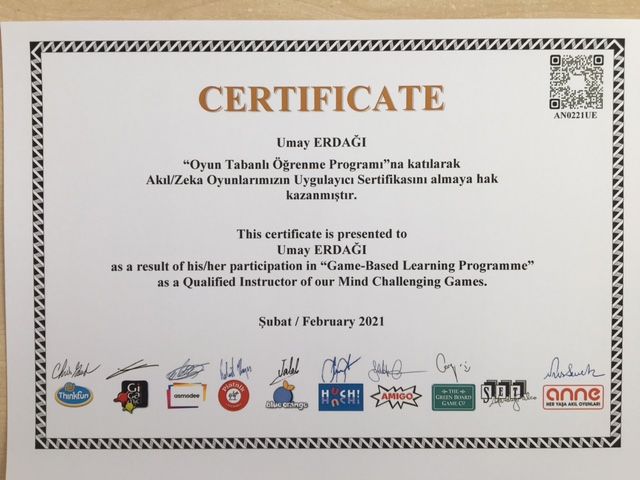 CERTIFICATE
AN0221UE
Umay ERDAĞI
“Oyun Tabanlı Öğrenme Programı”na katılarak
Akıl/Zeka Oyunlarımızın Uygulayıcı Sertifikasını almaya hak
kazanmıştır.
This certificate is presented to
Umay ERDAĞI
as a result of his/her participation in “Game-Based Learning Programme”
as a Qualified Instructor of our Mind Challenging Games.
Şubat / February 2021
ThinkFun
Gigamic
asmodee
piatnik
blue orange
HUCH!
AMIGO
THE
GREEN BOARD
GAME CO
SET
anne
HER YAŞA AKIL OYUNLARI